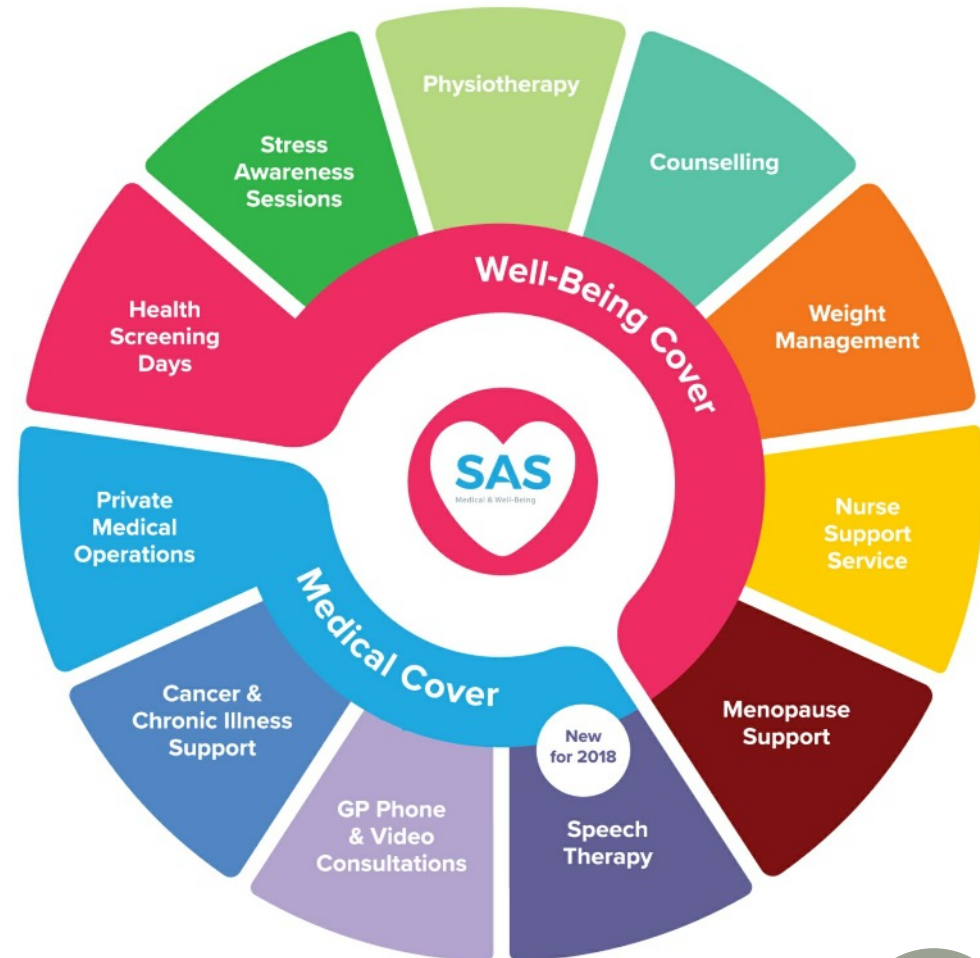 Physiotherapy
Counselling
Weight
Management
Nurse
Support
Service
Menopause
Support
Speech
Therapy
New
for 2018
GP Phone
& Video
Consultations
Cancer &
Chronic Illness
Support
Private
Medical
Operations
Health
Screening
Days
Stress
Awareness
Sessions
Well-Being Cover
Medical Cover
SAS
Medical & Well-Being